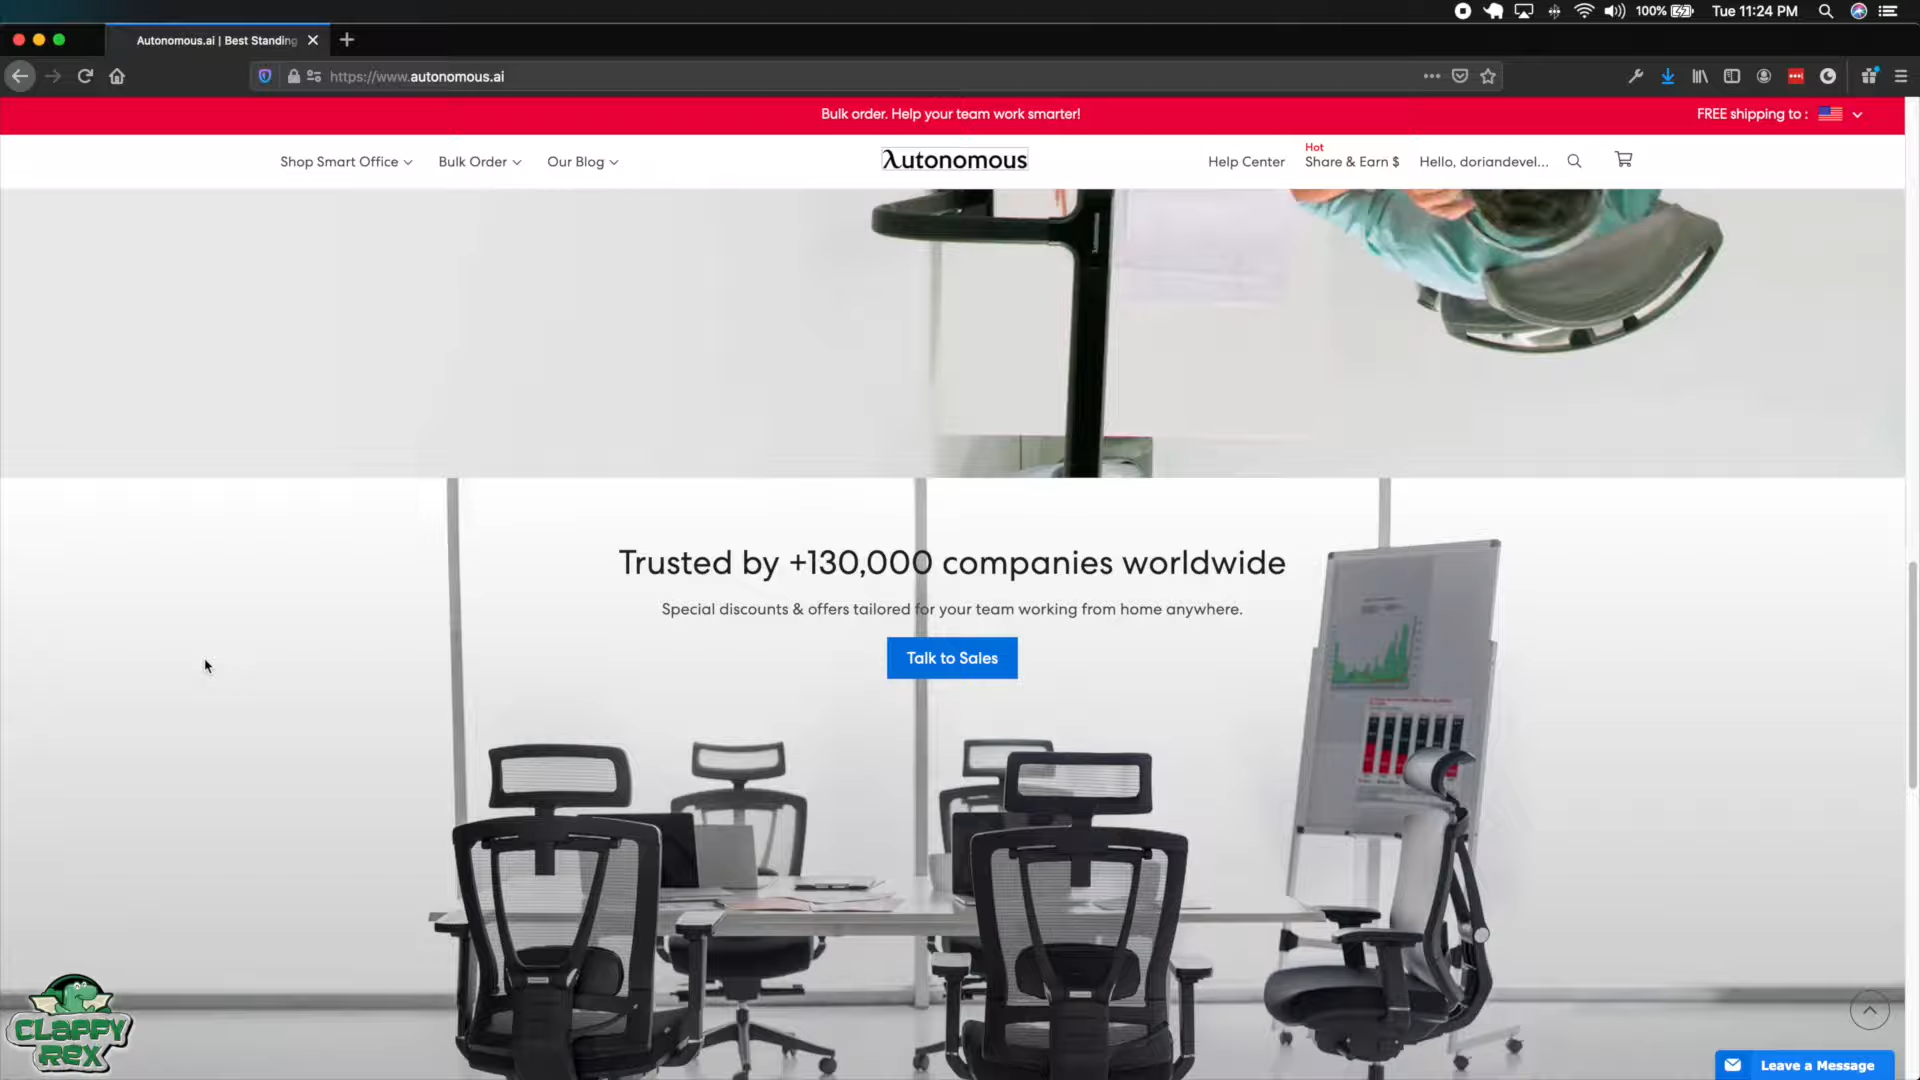 100%
Tue 11:24 PM
Autonomous.ai | Best Standing
https://www.autonomous.ai
Bulk order. Help your team work smarter!
FREE shipping to :
Shop Smart Office
Bulk Order
Our Blog
Autonomous
Help Center
Hot
Share & Earn $
Hello, doriandevel...
Trusted by +130,000 companies worldwide
Special discounts & offers tailored for your team working from home anywhere.
Talk to Sales
CLAPPY
REX
Leave a Message